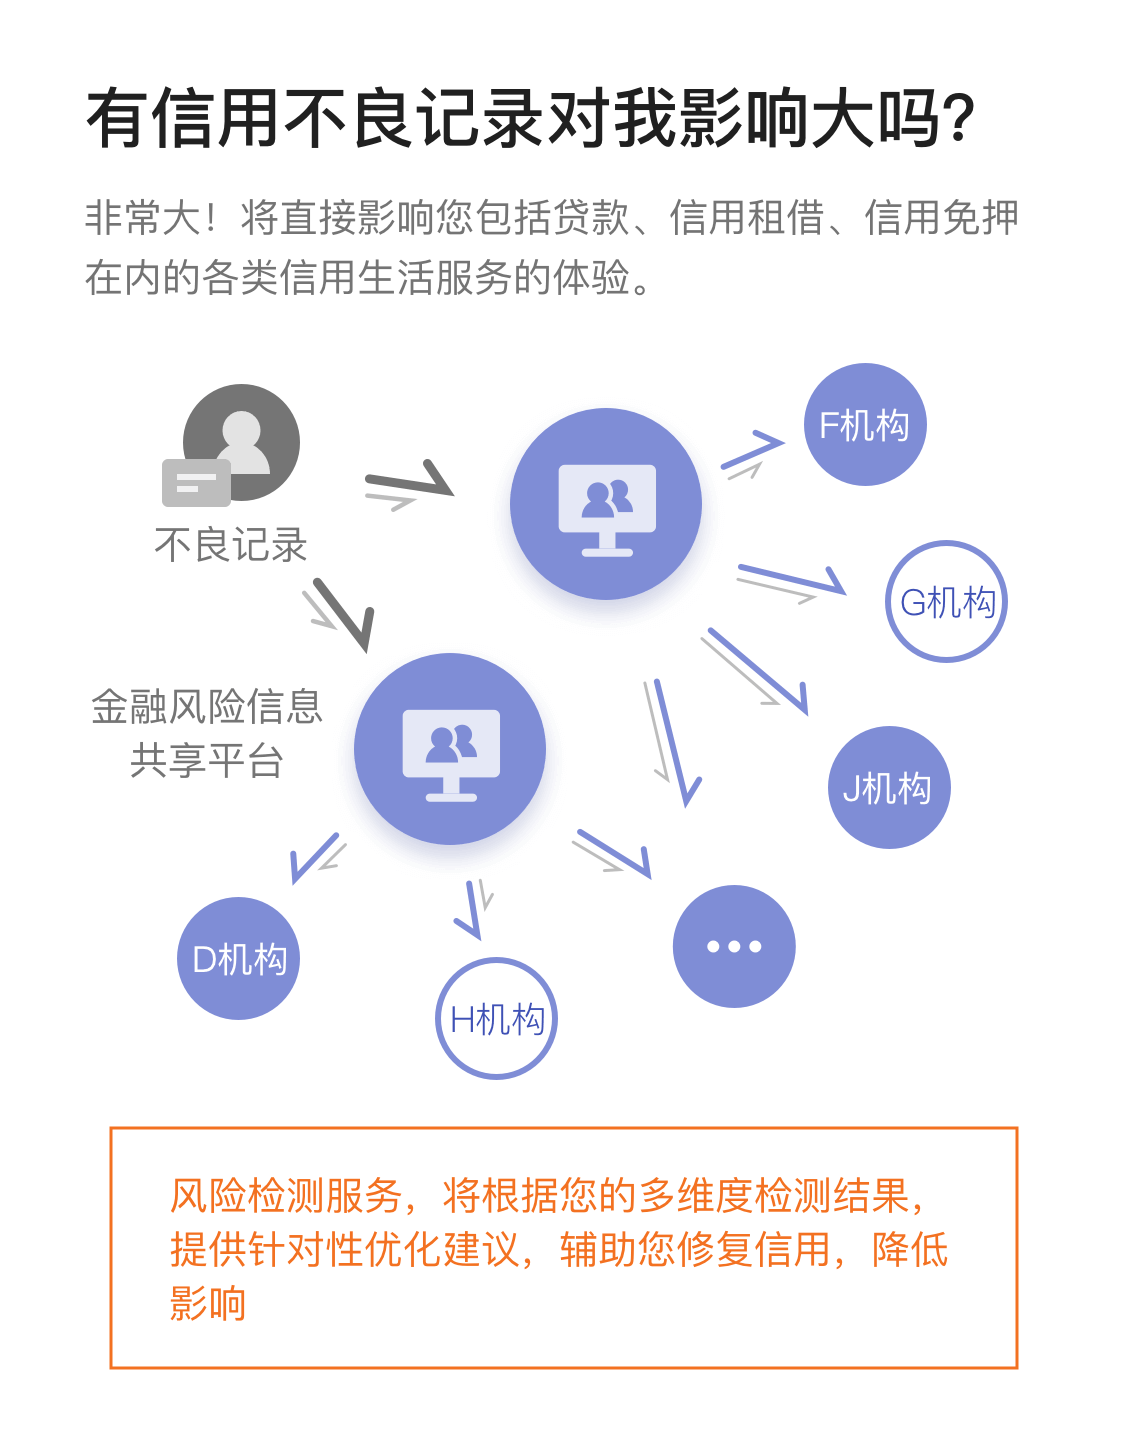 有信用不良记录对我影响大吗？
非常大！将直接影响您包括贷款、信用租借、信用免押
在内的各类信用生活服务的体验。
F机构
不良记录
G机构
金融风险信息
共享平台
J机构
D机构
H机构
风险检测服务，将根据您的多维度检测结果，
提供针对性优化建议，辅助您修复信用，降低
影响